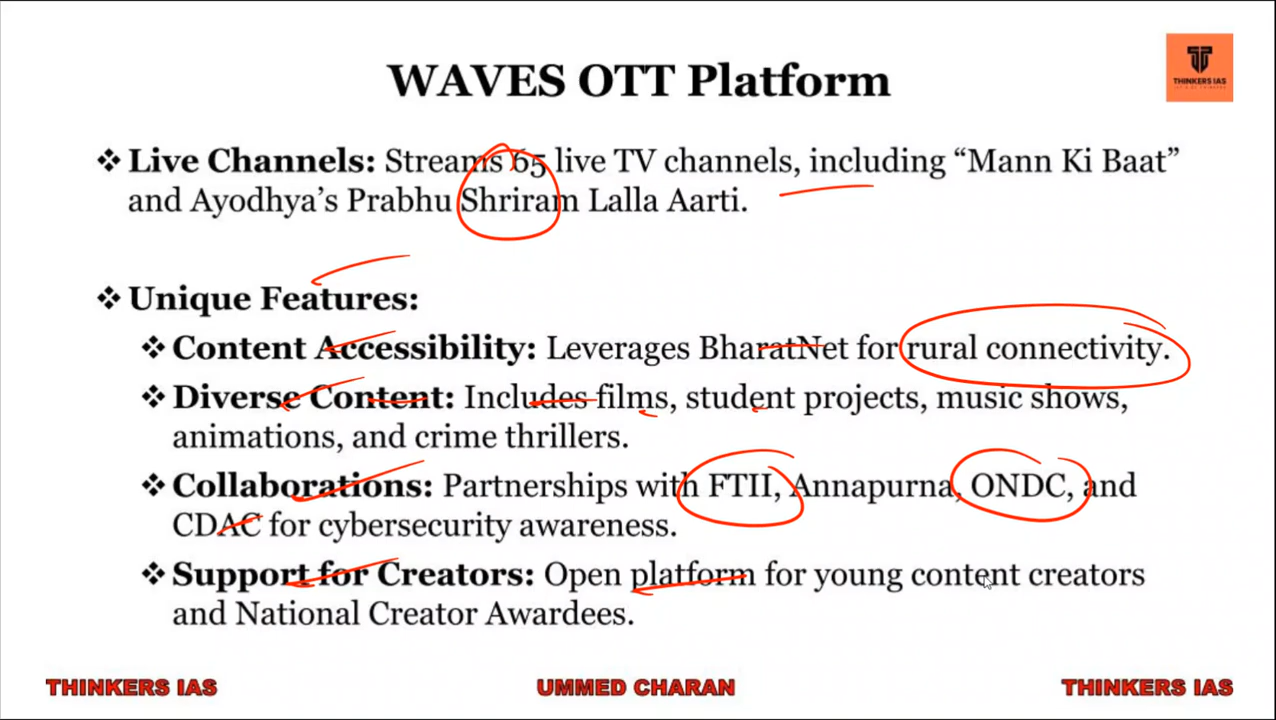 WAVES OTT Platform
THINKERS IAS
❖ Live Channels: Streams 65 live TV channels, including “Mann Ki Baat”
and Ayodhya’s Prabhu Shriram Lalla Aarti.
❖ Unique Features:
❖ Content Accessibility: Leverages BharatNet for rural connectivity.
❖ Diverse Content: Includes films, student projects, music shows,
animations, and crime thrillers.
❖ Collaborations: Partnerships with FTII, Annapurna, ONDC, and
CDAC for cybersecurity awareness.
❖ Support for Creators: Open platform for young content creators
and National Creator Awardees.
THINKERS IAS UMMED CHARAN THINKERS IAS